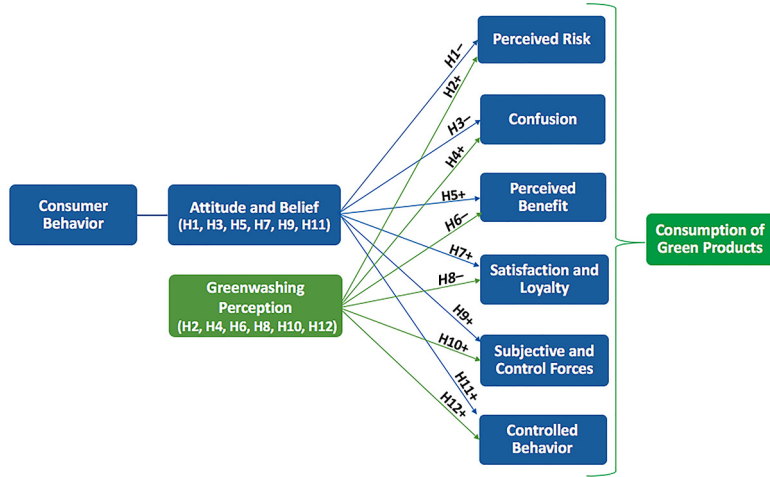 Perceived Risk
H1–
H2+
Confusion
H3–
H4+
Consumer
Behavior
Attitude and Belief
(H1, H3, H5, H7, H9, H11)
H5+
Perceived
Benefit
H6–
Consumption of
Green Products
H7+
Satisfaction and
Loyalty
H8–
Greenwashing
Perception
(H2, H4, H6, H8, H10, H12)
H9+
H10+
Subjective and
Control Forces
H11+
H12+
Controlled
Behavior